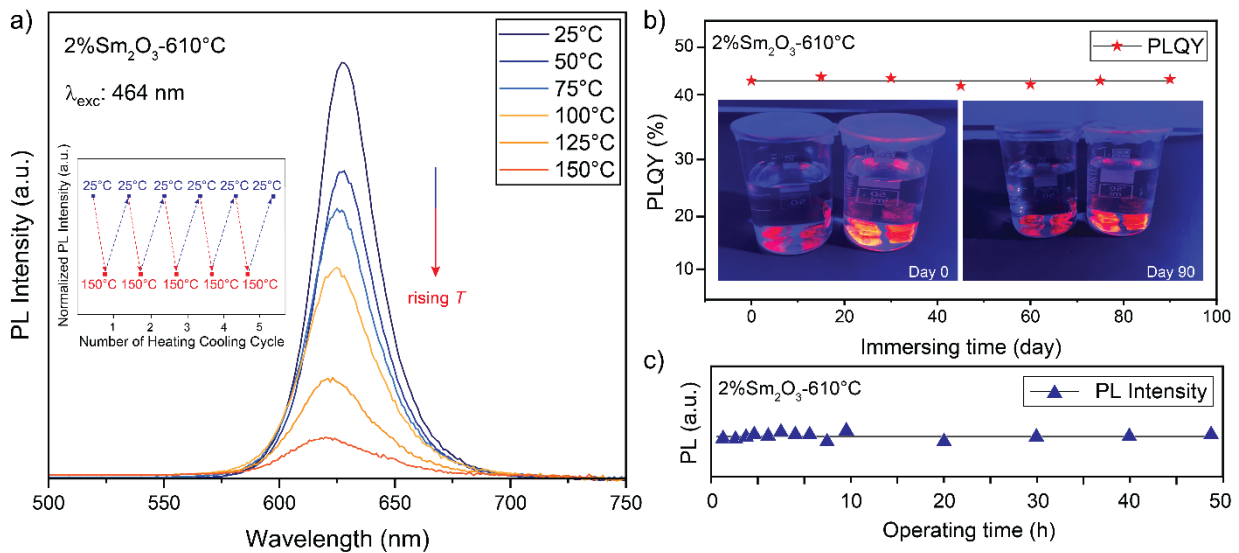 a)
2%Sm₂O₃-610°C
λexc: 464 nm
25°C
50°C
75°C
100°C
125°C
150°C
rising T
PL Intensity (a.u.)
Normalized PL Intensity (a.u.)
25°C 25°C 25°C 25°C 25°C 25°C
150°C 150°C 150°C 150°C 150°C
1 2 3 4 5
Number of Heating Cooling Cycle
500 550 600 650 700 750
Wavelength (nm)
b)
2%Sm₂O₃-610°C
PLQY
PLQY (%)
50
40
30
20
10
Day 0
Day 90
0 20 40 60 80 100
Immersing time (day)
c)
2%Sm₂O₃-610°C
PL Intensity
PL (a.u.)
0 10 20 30 40 50
Operating time (h)